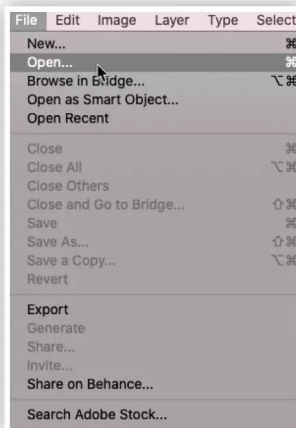 File Edit Image Layer Type Select
New... ⌘
Open... ⌘
Browse in Bridge... ⌥⌘
Open as Smart Object...
Open Recent
Close ⌘
Close All ⌥⌘
Close Others
Close and Go to Bridge... ⇧⌘
Save ⌘
Save As... ⇧⌘
Save a Copy... ⌥⌘
Revert
Export
Generate
Share...
Invite...
Share on Behance...
Search Adobe Stock...